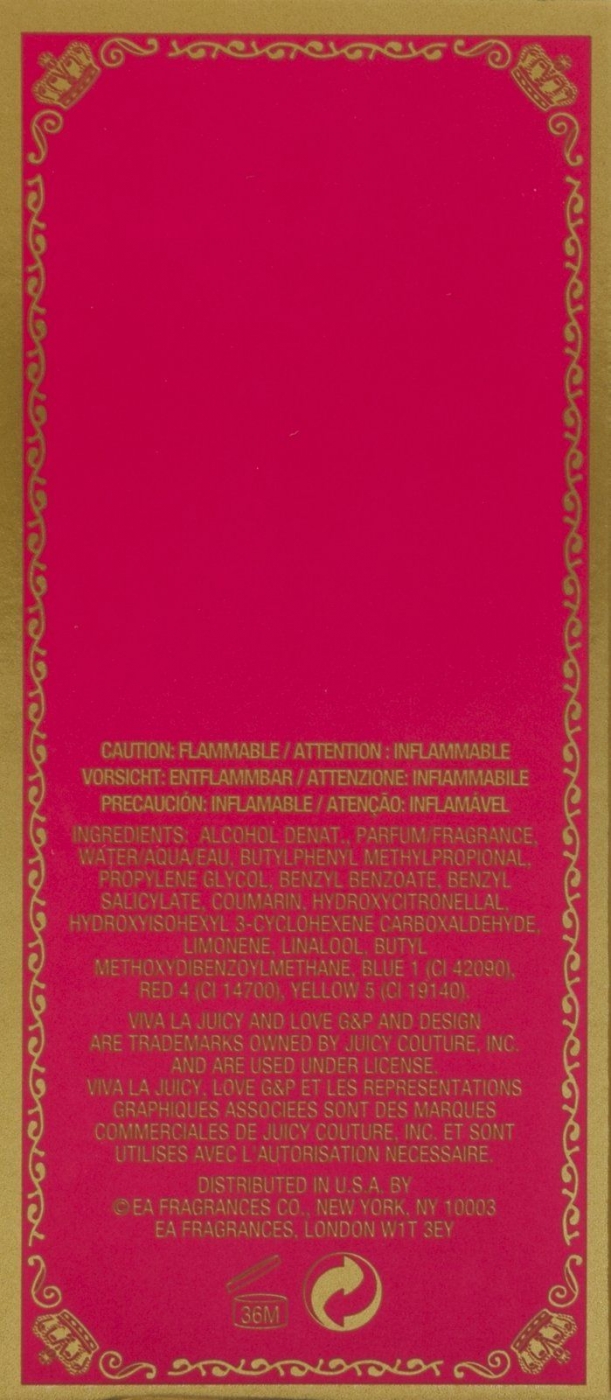 CAUTION: FLAMMABLE / ATTENTION : INFLAMMABLE
VORSICHT: ENTFLAMMBAR / ATTENZIONE: INFIAMMABILE
PRECAUCIÓN: INFLAMABLE / ATENÇÃO: INFLAMÁVEL
INGREDIENTS: ALCOHOL DENAT., PARFUM/FRAGRANCE,
WATER/AQUA/EAU, BUTYLPHENYL METHYLPROPIONAL,
PROPYLENE GLYCOL, BENZYL BENZOATE, BENZYL
SALICYLATE, COUMARIN, HYDROXYCITRONELLAL,
HYDROXYISOHEXYL 3-CYCLOHEXENE CARBOXALDEHYDE,
LIMONENE, LINALOOL, BUTYL
METHOXYDIBENZOYLMETHANE, BLUE 1 (CI 42090),
RED 4 (CI 14700), YELLOW 5 (CI 19140).
VIVA LA JUICY AND LOVE G&P AND DESIGN
ARE TRADEMARKS OWNED BY JUICY COUTURE, INC.
AND ARE USED UNDER LICENSE.
VIVA LA JUICY, LOVE G&P ET LES REPRESENTATIONS
GRAPHIQUES ASSOCIEES SONT DES MARQUES
COMMERCIALES DE JUICY COUTURE, INC. ET SONT
UTILISES AVEC L'AUTORISATION NECESSAIRE.
DISTRIBUTED IN U.S.A. BY
©EA FRAGRANCES CO., NEW YORK, NY 10003
EA FRAGRANCES, LONDON W1T 3EY
36M